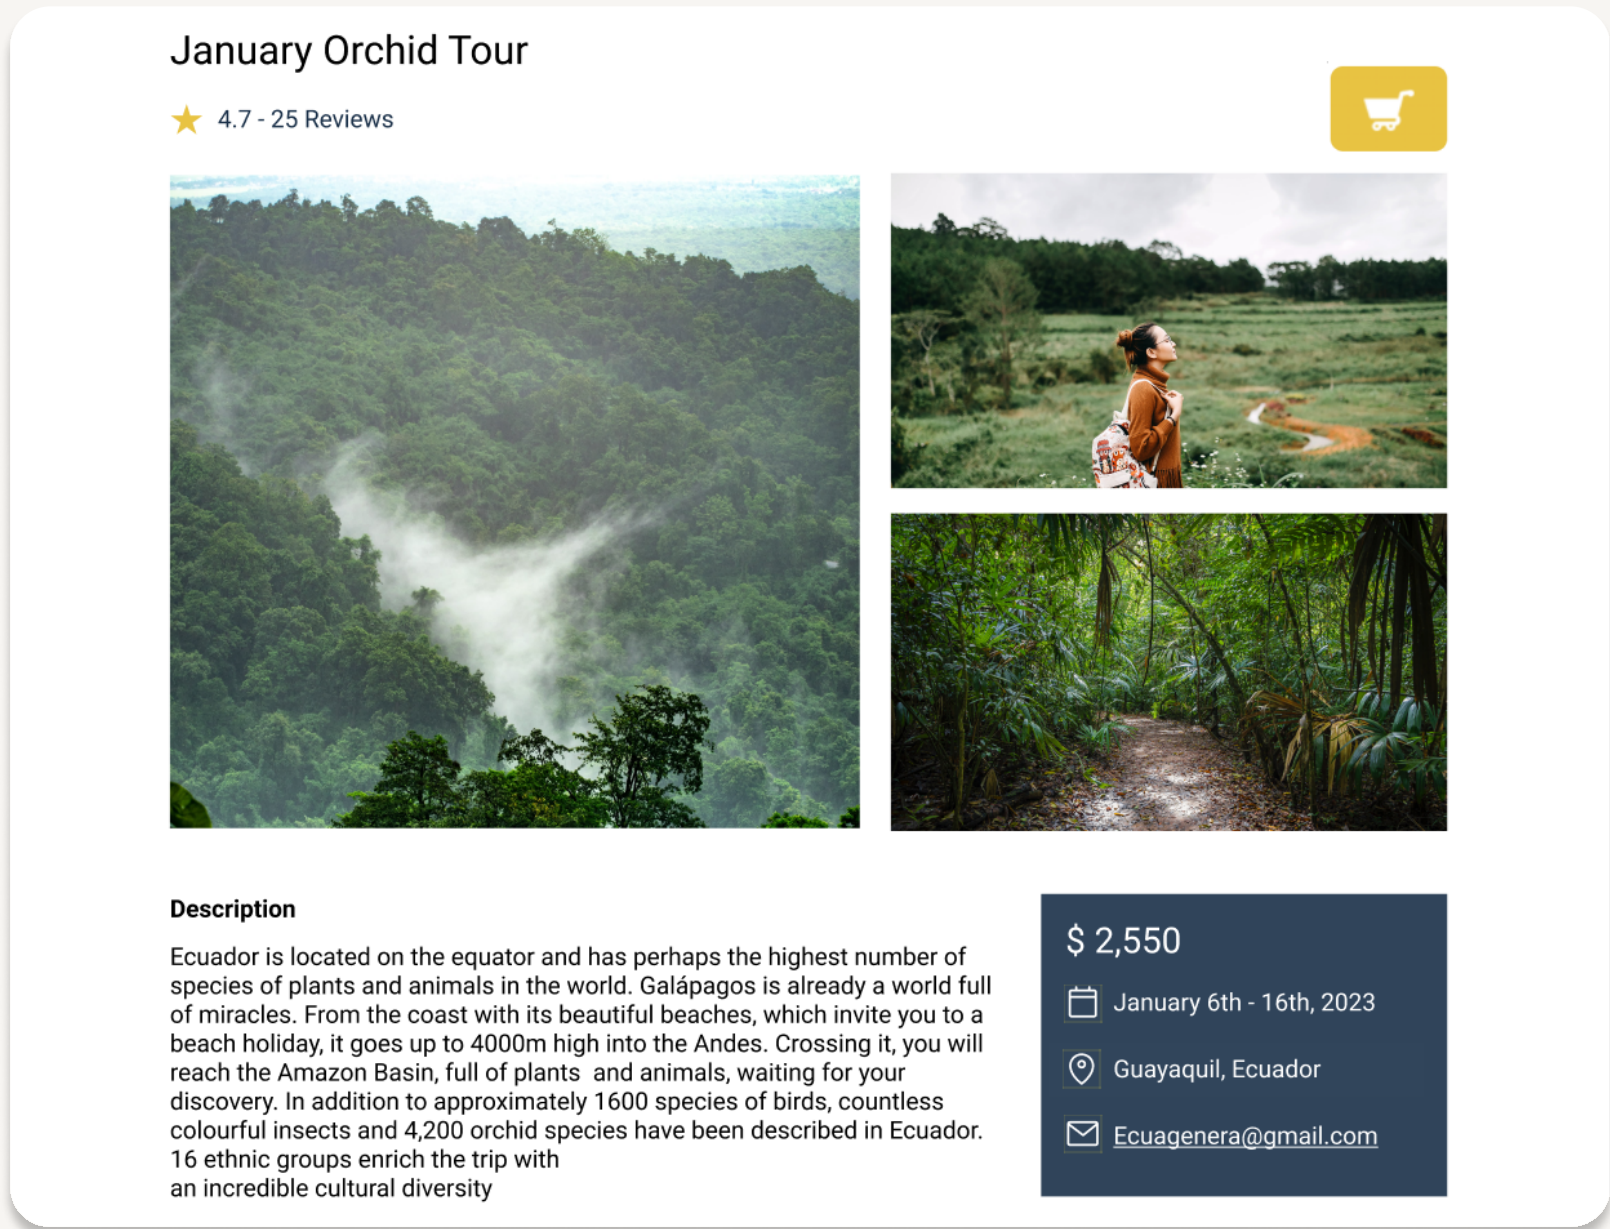 January Orchid Tour
4.7 - 25 Reviews
Description
Ecuador is located on the equator and has perhaps the highest number of
species of plants and animals in the world. Galápagos is already a world full
of miracles. From the coast with its beautiful beaches, which invite you to a
beach holiday, it goes up to 4000m high into the Andes. Crossing it, you will
reach the Amazon Basin, full of plants  and animals, waiting for your
discovery. In addition to approximately 1600 species of birds, countless
colourful insects and 4,200 orchid species have been described in Ecuador.
16 ethnic groups enrich the trip with
an incredible cultural diversity
$ 2,550
January 6th - 16th, 2023
Guayaquil, Ecuador
Ecuagenera@gmail.com